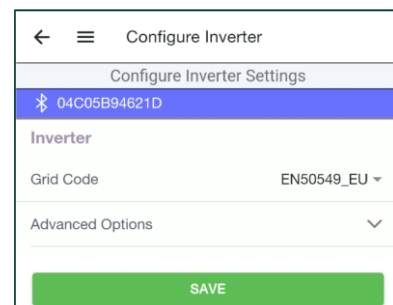 Configure Inverter
Configure Inverter Settings
04C05B94621D
Inverter
Grid Code EN50549_EU
Advanced Options
SAVE